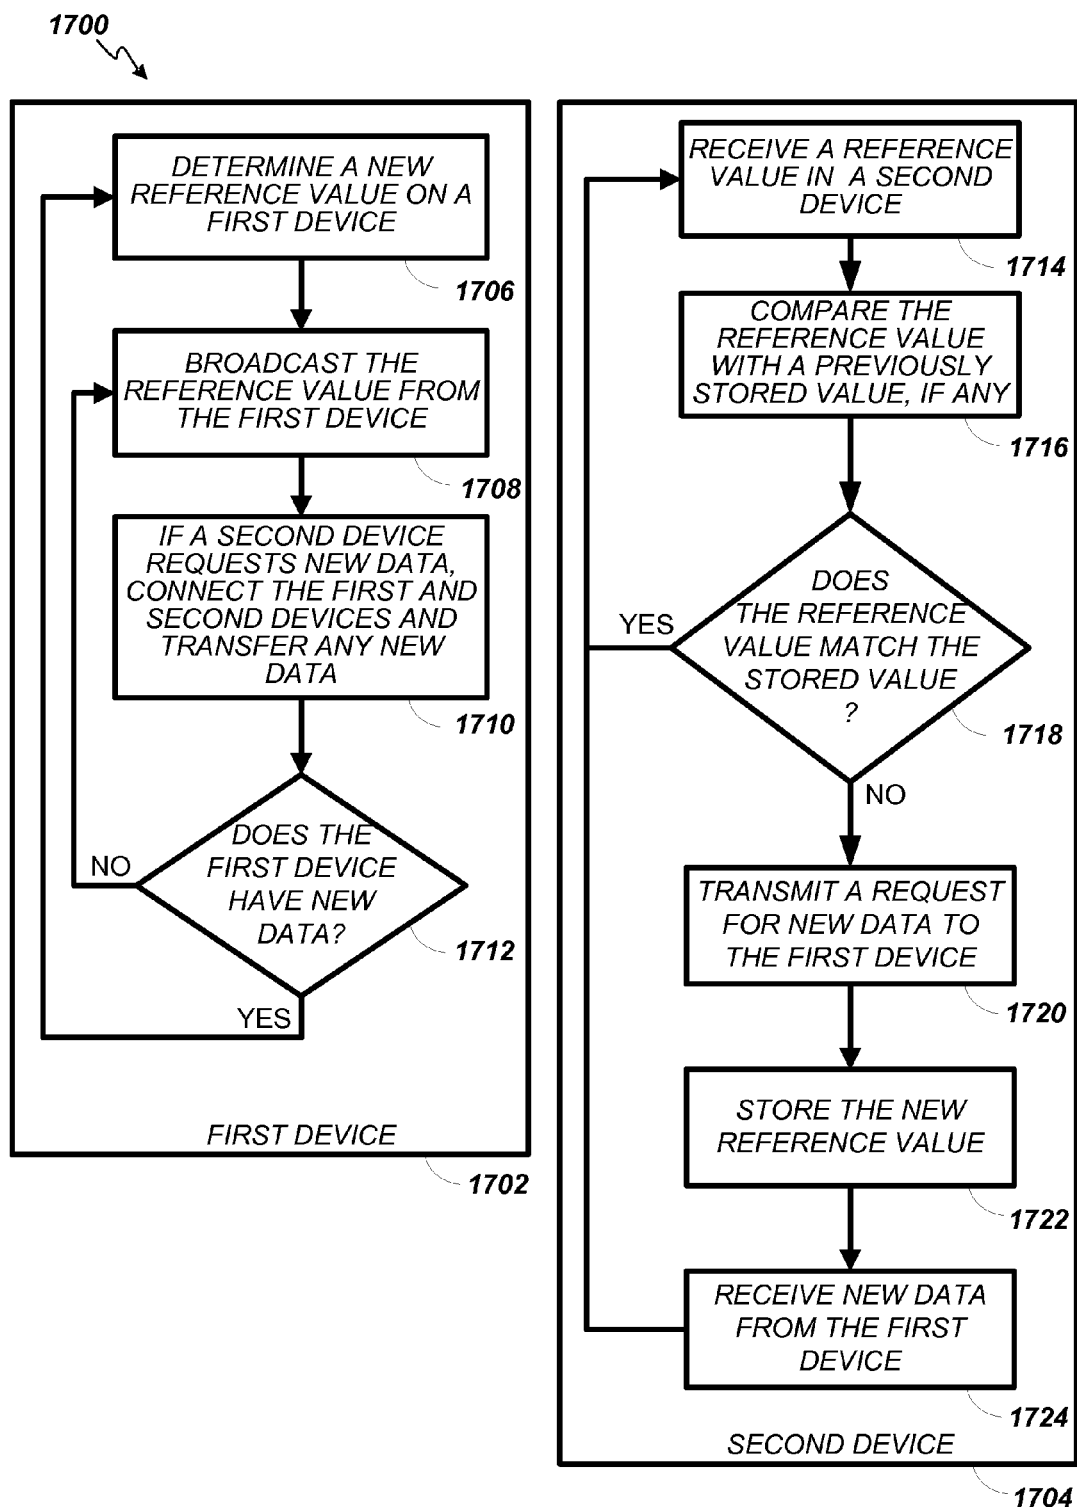 1700
DETERMINE A NEW
REFERENCE VALUE ON A
FIRST DEVICE
1706
BROADCAST THE
REFERENCE VALUE FROM
THE FIRST DEVICE
1708
IF A SECOND DEVICE
REQUESTS NEW DATA,
CONNECT THE FIRST AND
SECOND DEVICES AND
TRANSFER ANY NEW
DATA
1710
DOES THE
FIRST DEVICE
HAVE NEW
DATA?
1712
NO
YES
FIRST DEVICE
1702
RECEIVE A REFERENCE
VALUE IN A SECOND
DEVICE
1714
COMPARE THE
REFERENCE VALUE
WITH A PREVIOUSLY
STORED VALUE, IF ANY
1716
DOES
THE REFERENCE
VALUE MATCH THE
STORED VALUE
?
1718
YES
NO
TRANSMIT A REQUEST
FOR NEW DATA TO
THE FIRST DEVICE
1720
STORE THE NEW
REFERENCE VALUE
1722
RECEIVE NEW DATA
FROM THE FIRST
DEVICE
1724
SECOND DEVICE
1704